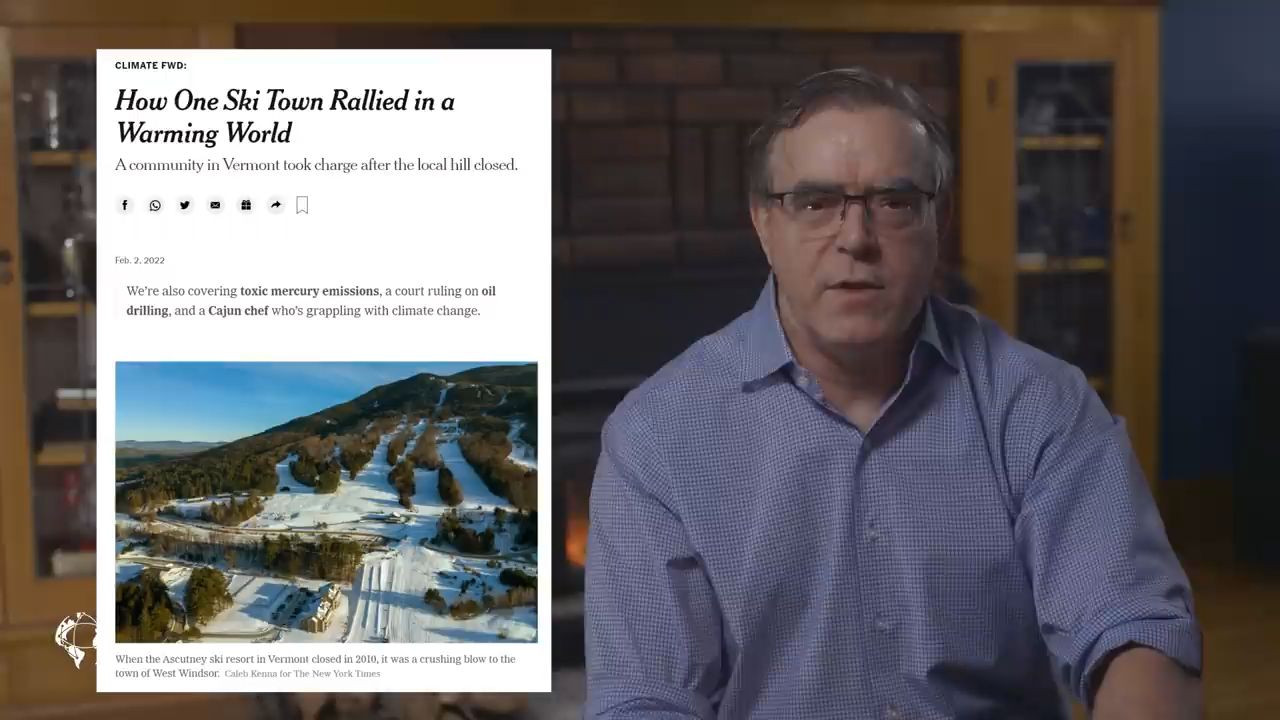 CLIMATE FWD:
How One Ski Town Rallied in a
Warming World
A community in Vermont took charge after the local hill closed.
Feb. 2, 2022
We're also covering toxic mercury emissions, a court ruling on oil
drilling, and a Cajun chef who's grappling with climate change.
When the Ascutney ski resort in Vermont closed in 2010, it was a crushing blow to the
town of West Windsor. Caleb Kenna for The New York Times